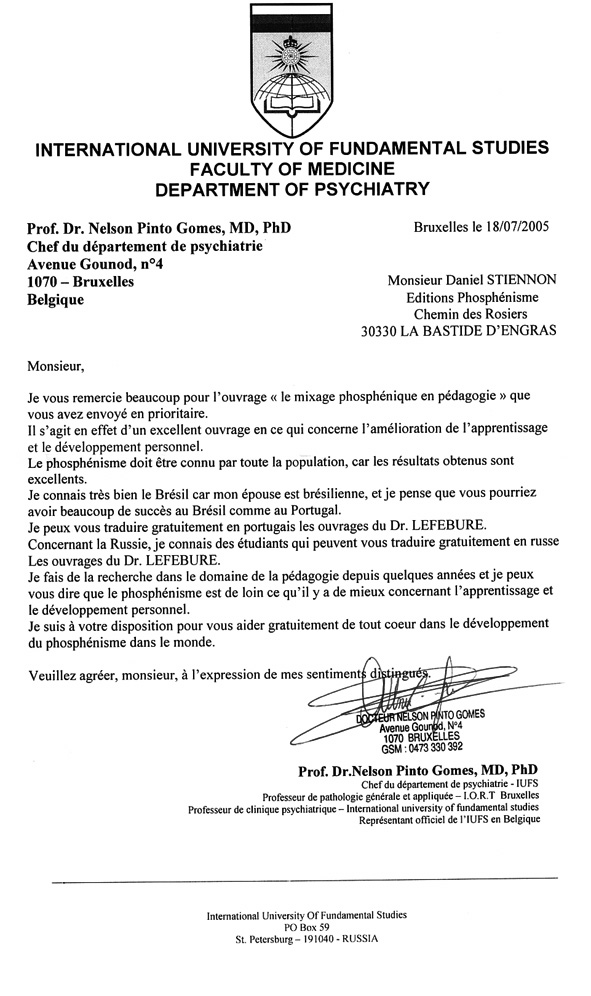 INTERNATIONAL UNIVERSITY OF FUNDAMENTAL STUDIES
FACULTY OF MEDICINE
DEPARTMENT OF PSYCHIATRY
Prof. Dr. Nelson Pinto Gomes, MD, PhD
Chef du département de psychiatrie
Avenue Gounod, n°4
1070 – Bruxelles
Belgique
Bruxelles le 18/07/2005
Monsieur Daniel STIENNON
Editions Phosphénisme
Chemin des Rosiers
30330 LA BASTIDE D'ENGRAS
Monsieur,
Je vous remercie beaucoup pour l'ouvrage « le mixage phosphénique en pédagogie » que
vous avez envoyé en prioritaire.
Il s'agit en effet d'un excellent ouvrage en ce qui concerne l'amélioration de l'apprentissage
et le développement personnel.
Le phosphénisme doit être connu par toute la population, car les résultats obtenus sont
excellents.
Je connais très bien le Brésil car mon épouse est brésilienne, et je pense que vous pourriez
avoir beaucoup de succès au Brésil comme au Portugal.
Je peux vous traduire gratuitement en portugais les ouvrages du Dr. LEFEBURE.
Concernant la Russie, je connais des étudiants qui peuvent vous traduire gratuitement en russe
Les ouvrages du Dr. LEFEBURE.
Je fais de la recherche dans le domaine de la pédagogie depuis quelques années et je peux
vous dire que le phosphénisme est de loin ce qu'il y a de mieux concernant l'apprentissage et
le développement personnel.
Je suis à votre disposition pour vous aider gratuitement de tout coeur dans le développement
du phosphénisme dans le monde.
Veuillez agréer, monsieur, à l'expression de mes sentiments distingués.
DOCTEUR NELSON PINTO GOMES
Avenue Gounod, N°4
1070 BRUXELLES
GSM : 0473 330 392
Prof. Dr.Nelson Pinto Gomes, MD, PhD
Chef du département de psychiatrie - IUFS
Professeur de pathologie générale et appliquée – I.O.R.T Bruxelles
Professeur de clinique psychiatrique – International university of fundamental studies
Représentant officiel de l'IUFS en Belgique
International University Of Fundamental Studies
PO Box 59
St. Petersburg – 191040 - RUSSIA